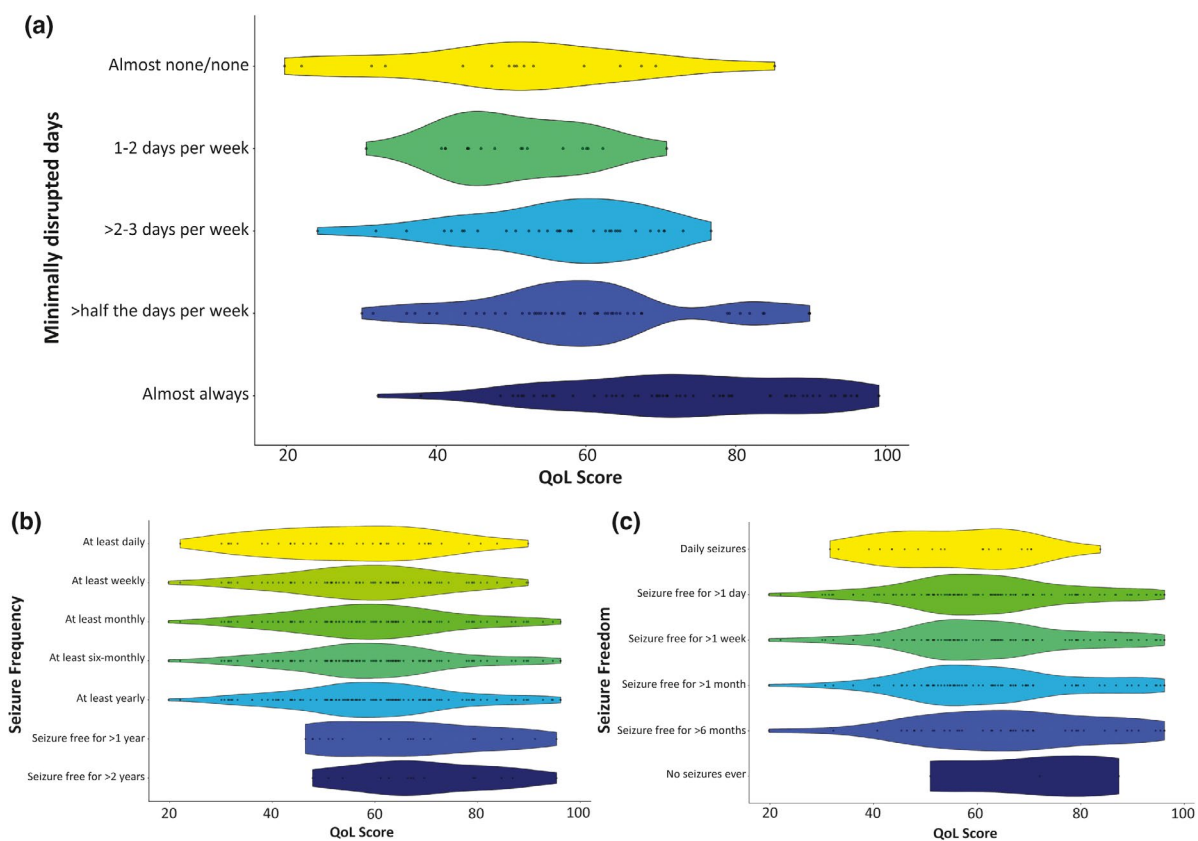 (a)
Minimally disrupted days
Almost none/none
1-2 days per week
>2-3 days per week
>half the days per week
Almost always
20 40 60 80 100
QoL Score
(b)
Seizure Frequency
At least daily
At least weekly
At least monthly
At least six-monthly
At least yearly
Seizure free for >1 year
Seizure free for >2 years
20 40 60 80 100
QoL Score
(c)
Seizure Freedom
Daily seizures
Seizure free for >1 day
Seizure free for >1 week
Seizure free for >1 month
Seizure free for >6 months
No seizures ever
20 40 60 80 100
QoL Score